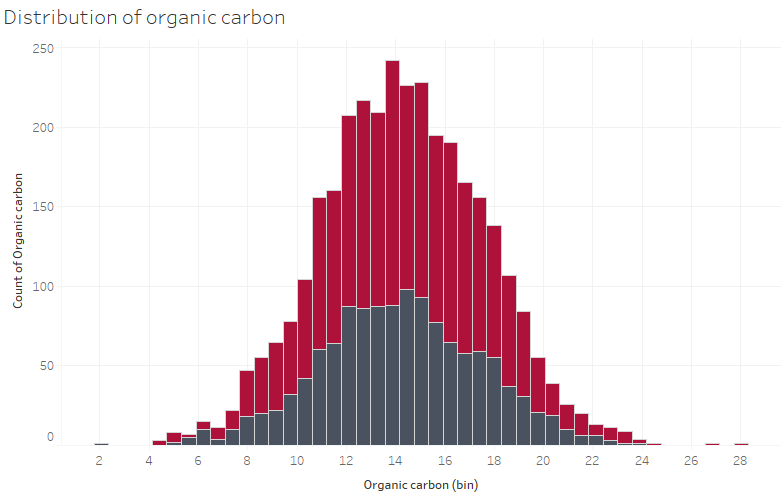 Distribution of organic carbon
250
200
150
100
50
0
Count of Organic carbon
2 4 6 8 10 12 14 16 18 20 22 24 26 28
Organic carbon (bin)